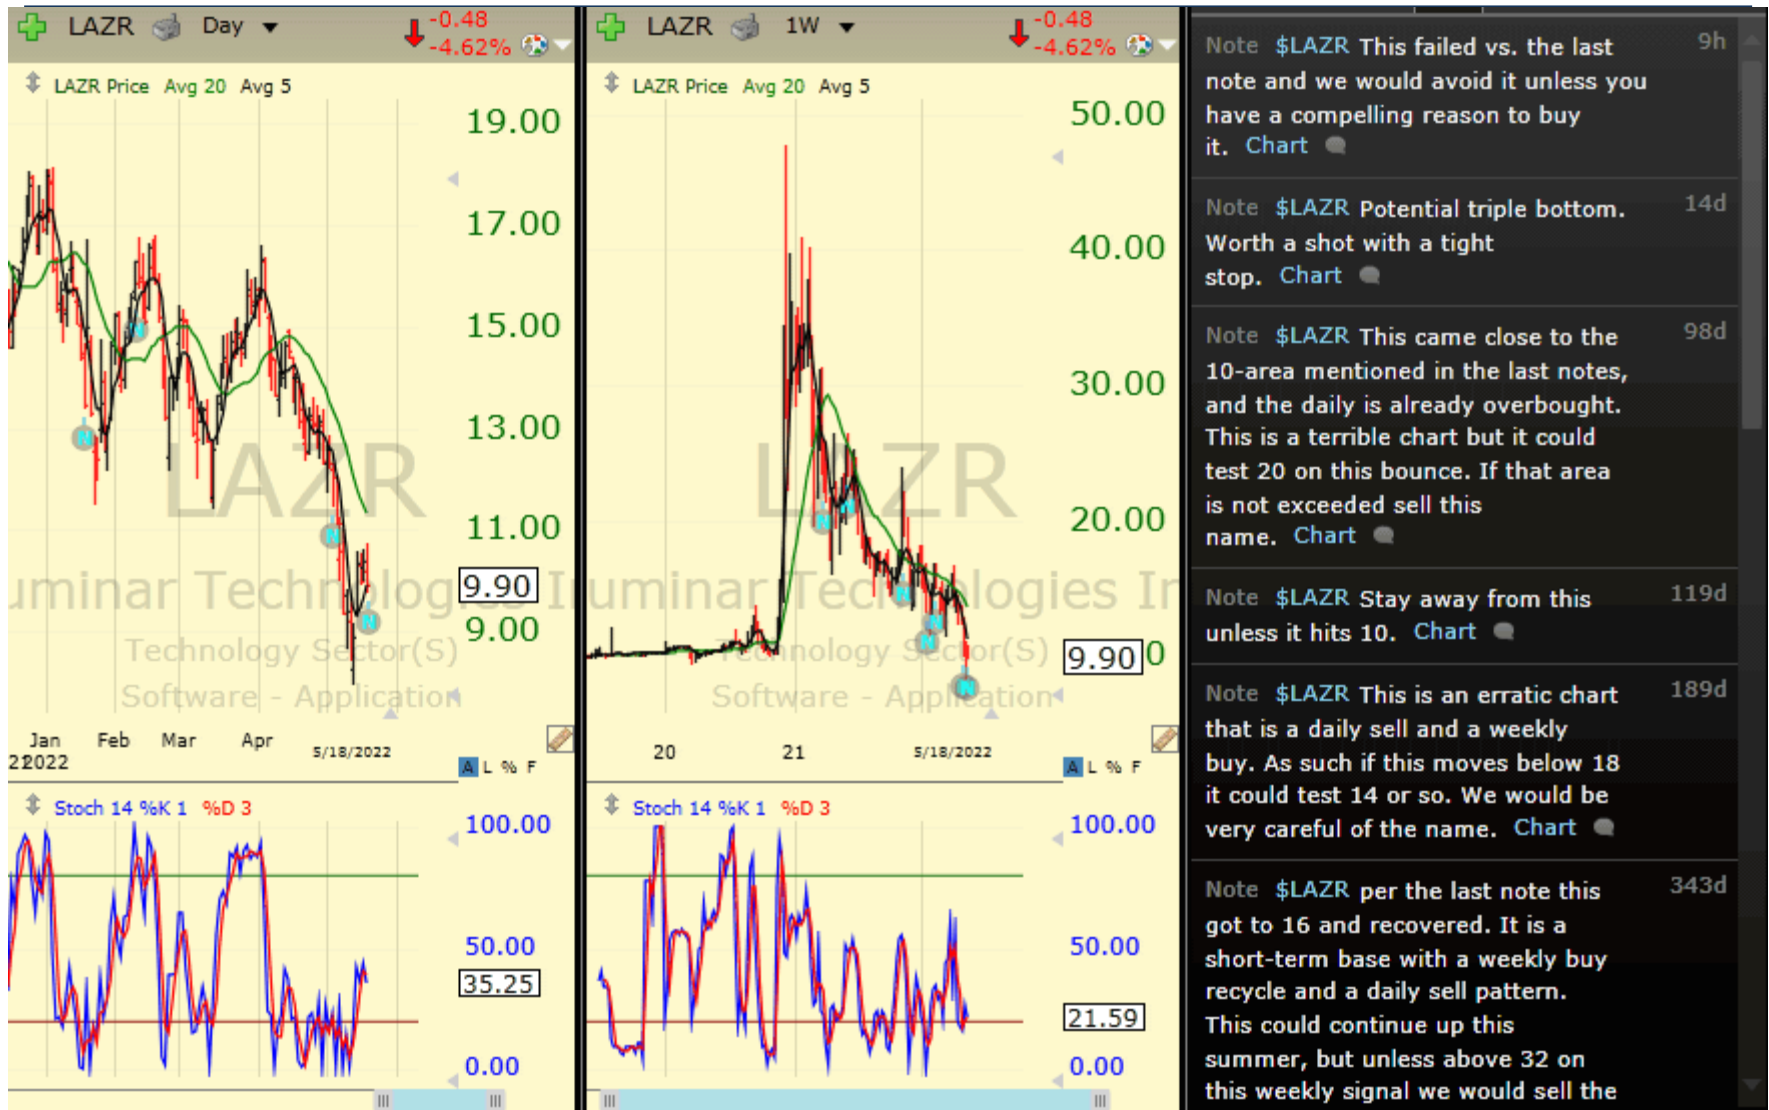 LAZR Day -0.48
-4.62%
LAZR Price Avg 20 Avg 5
19.00
17.00
15.00
13.00
11.00
9.90
9.00
LAZR
Technology Sector(S)
Software - Application
Jan Feb Mar Apr 5/18/2022
2022
A L % F
Stoch 14 %K 1 %D 3
100.00
50.00
35.25
0.00
LAZR 1W -0.48
-4.62%
LAZR Price Avg 20 Avg 5
50.00
40.00
30.00
20.00
9.90
LAZR
uminar Technologies In
Technology Sector(S)
Software - Application
20 21 5/18/2022
A L % F
Stoch 14 %K 1 %D 3
100.00
50.00
21.59
0.00
Note $LAZR This failed vs. the last 9h
note and we would avoid it unless you
have a compelling reason to buy
it. Chart
Note $LAZR Potential triple bottom. 14d
Worth a shot with a tight
stop. Chart
Note $LAZR This came close to the 98d
10-area mentioned in the last notes,
and the daily is already overbought.
This is a terrible chart but it could
test 20 on this bounce. If that area
is not exceeded sell this
name. Chart
Note $LAZR Stay away from this 119d
unless it hits 10. Chart
Note $LAZR This is an erratic chart 189d
that is a daily sell and a weekly
buy. As such if this moves below 18
it could test 14 or so. We would be
very careful of the name. Chart
Note $LAZR per the last note this 343d
got to 16 and recovered. It is a
short-term base with a weekly buy
recycle and a daily sell pattern.
This could continue up this
summer, but unless above 32 on
this weekly signal we would sell the